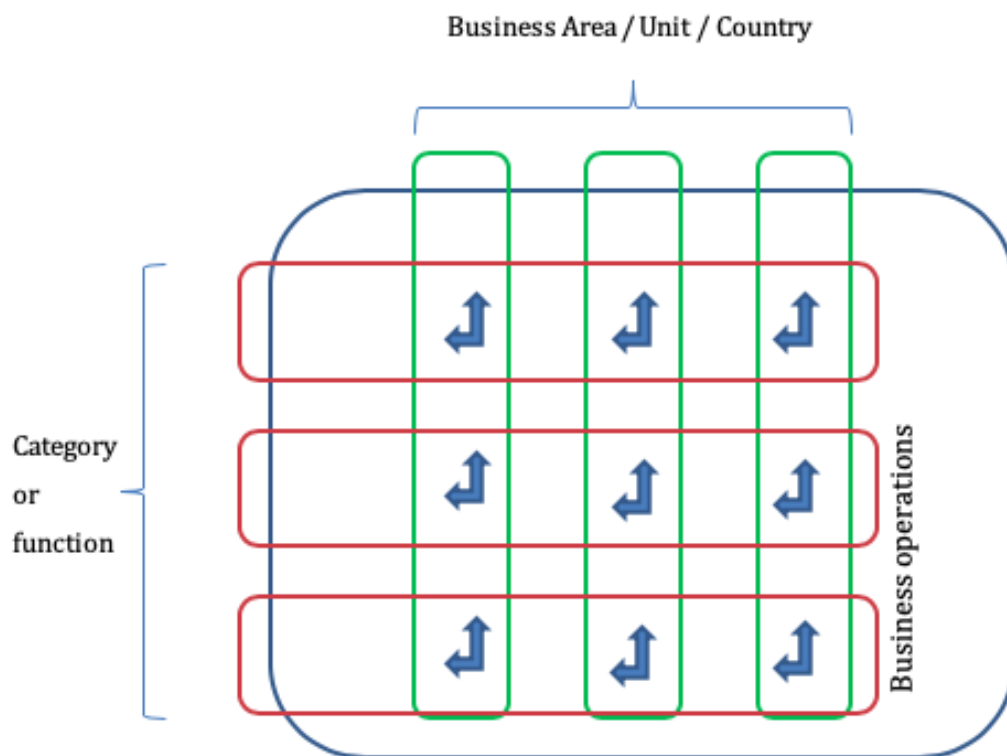 Business Area / Unit / Country
Category
or
function
Business operations